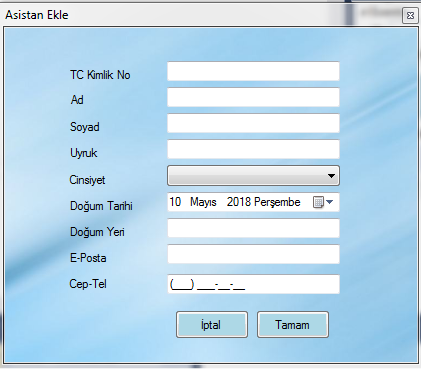 Asistan Ekle
TC Kimlik No
Ad
Soyad
Uyruk
Cinsiyet
Doğum Tarihi 10 Mayıs 2018 Perşembe
Doğum Yeri
E-Posta
Cep-Tel (___) ___-__-__
İptal Tamam